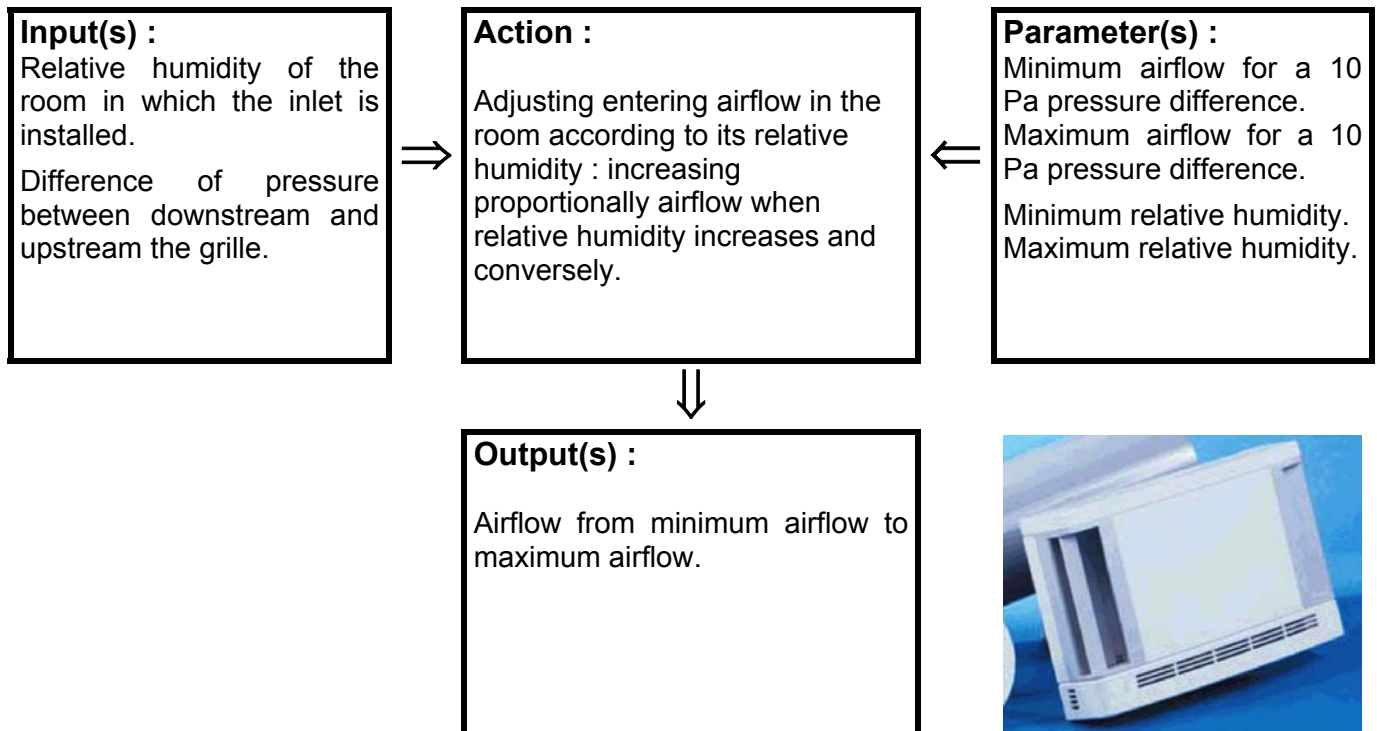 Input(s) :
Relative humidity of the
room in which the inlet is
installed.
Difference of pressure
between downstream and
upstream the grille.
⇒
Action :
Adjusting entering airflow in the
room according to its relative
humidity : increasing
proportionally airflow when
relative humidity increases and
conversely.
⇐
Parameter(s) :
Minimum airflow for a 10
Pa pressure difference.
Maximum airflow for a 10
Pa pressure difference.
Minimum relative humidity.
Maximum relative humidity.
⇓
Output(s) :
Airflow from minimum airflow to
maximum airflow.